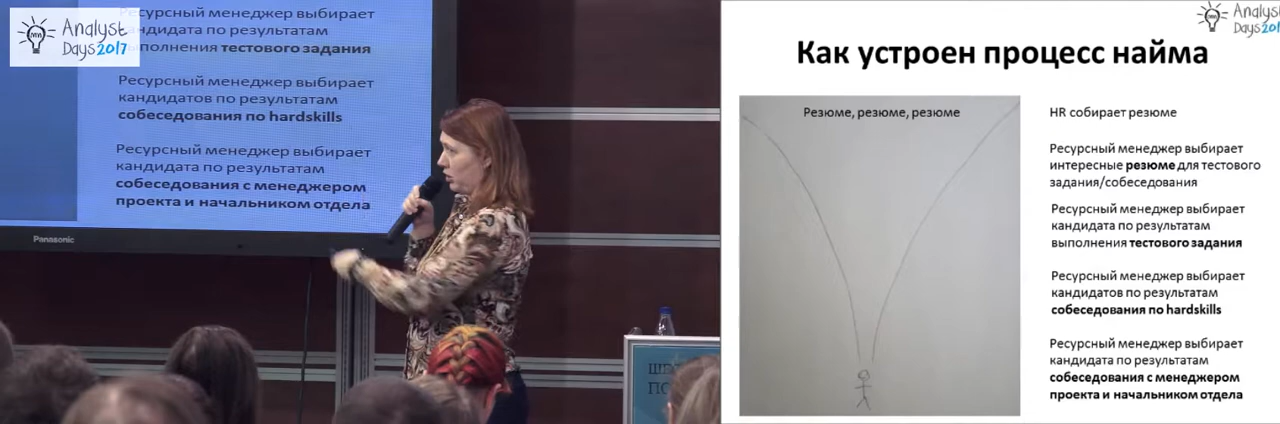 Analyst
Days 2017
Ресурсный менеджер выбирает
кандидата по результатам
выполнения тестового задания
Ресурсный менеджер выбирает
кандидатов по результатам
собеседования по hardskills
Ресурсный менеджер выбирает
кандидата по результатам
собеседования с менеджером
проекта и начальником отдела
Panasonic
Analyst
Days
Как устроен процесс найма
Резюме, резюме, резюме
HR собирает резюме
Ресурсный менеджер выбирает
интересные резюме для тестового
задания/собеседования
Ресурсный менеджер выбирает
кандидата по результатам
выполнения тестового задания
Ресурсный менеджер выбирает
кандидатов по результатам
собеседования по hardskills
Ресурсный менеджер выбирает
кандидата по результатам
собеседования с менеджером
проекта и начальником отдела